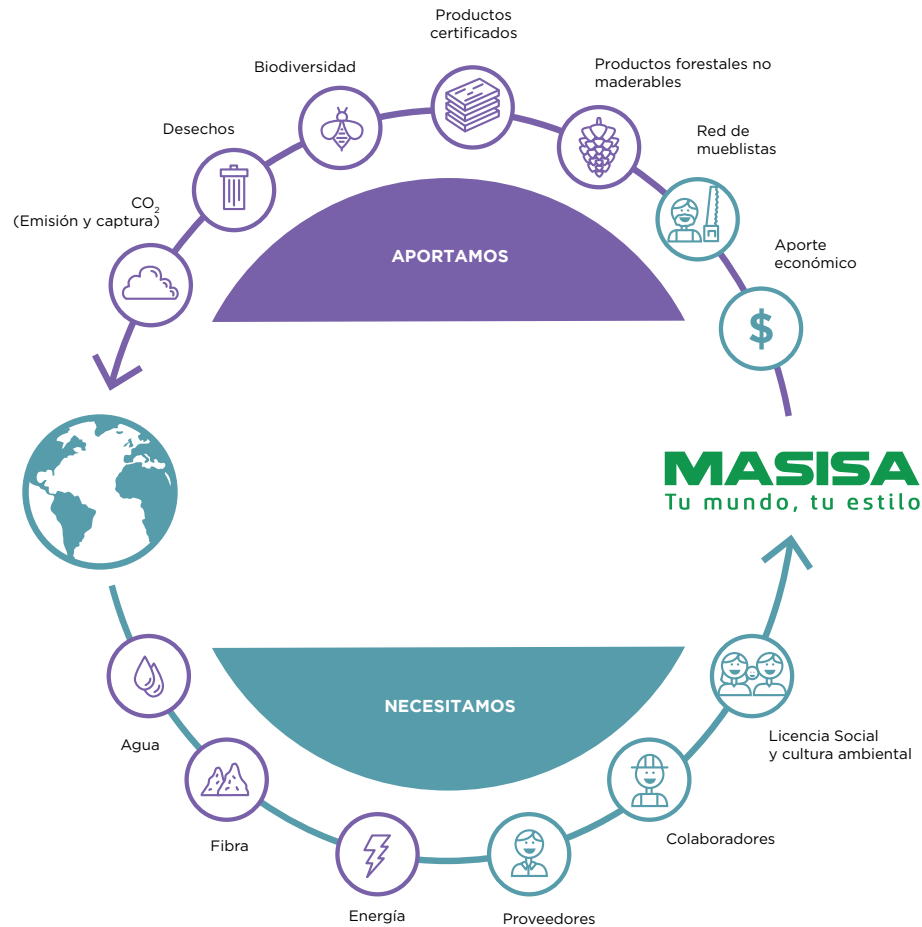 Productos
certificados
Biodiversidad
Productos forestales no
maderables
Desechos
Red de
mueblistas
CO₂
(Emisión y captura)
Aporte
económico
APORTAMOS
$
MASISA
Tu mundo, tu estilo
NECESITAMOS
Agua
Licencia Social
y cultura ambiental
Fibra
Colaboradores
Energía
Proveedores